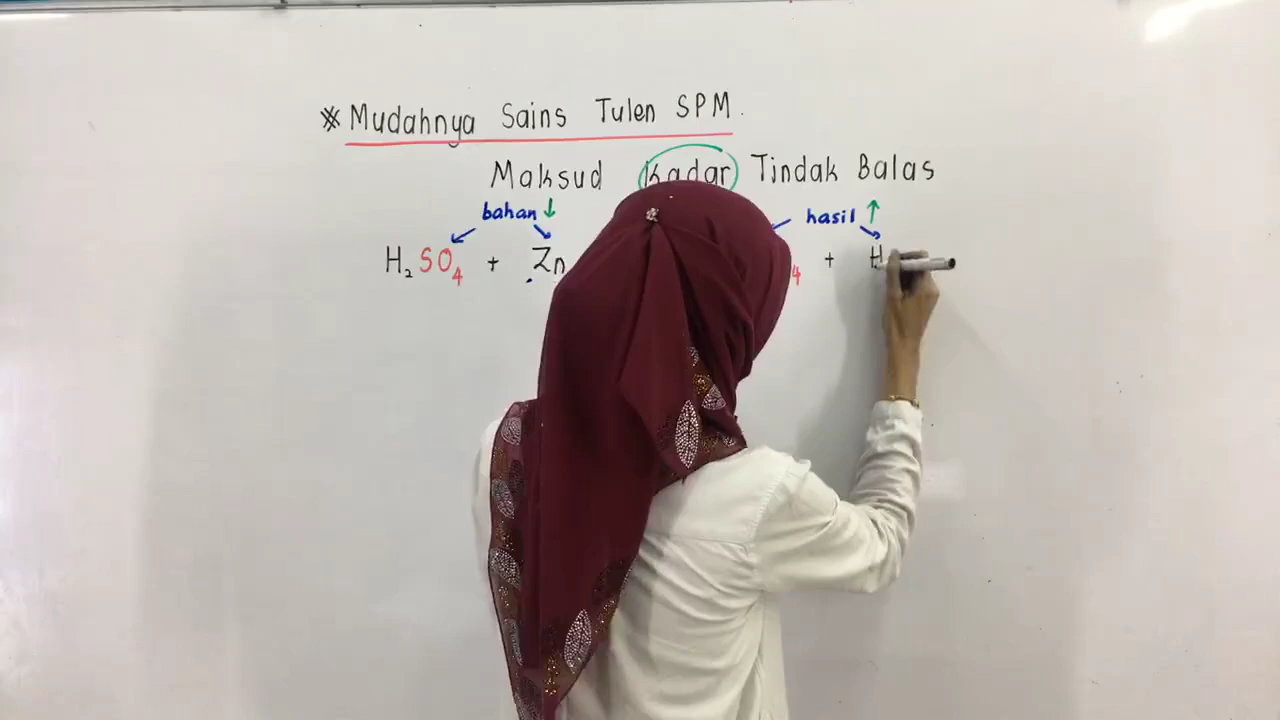 * Mudahnya Sains Tulen SPM.
Maksud Kadar Tindak Balas
bahan ↓ hasil ↑
H₂SO₄ + Zn ₄ + H